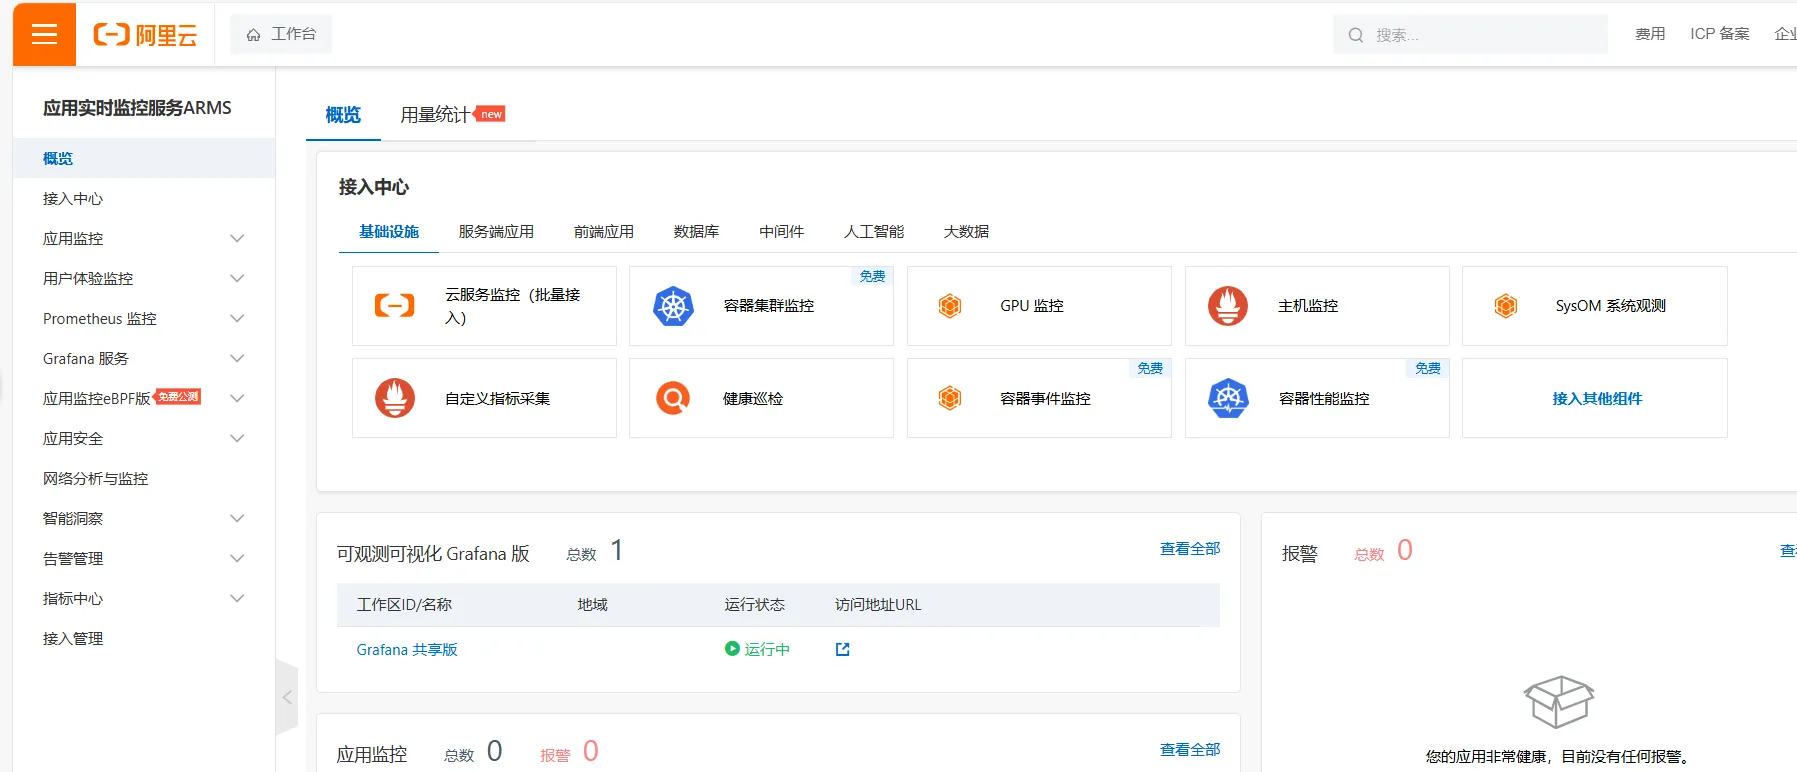 阿里云
工作台
搜索...
费用
ICP 备案
企业
应用实时监控服务ARMS
概览
接入中心
应用监控
用户体验监控
Prometheus 监控
Grafana 服务
应用监控eBPF版 免费公测
应用安全
网络分析与监控
智能洞察
告警管理
指标中心
接入管理
概览
用量统计 new
接入中心
基础设施
服务端应用
前端应用
数据库
中间件
人工智能
大数据
云服务监控（批量接
入）
免费
容器集群监控
GPU 监控
主机监控
SysOM 系统观测
自定义指标采集
健康巡检
免费
容器事件监控
免费
容器性能监控
接入其他组件
可观测可视化 Grafana 版 总数 1
查看全部
工作区ID/名称 地域 运行状态 访问地址URL
Grafana 共享版 运行中
应用监控 总数 0 报警 0
查看全部
报警 总数 0
查
您的应用非常健康，目前没有任何报警。